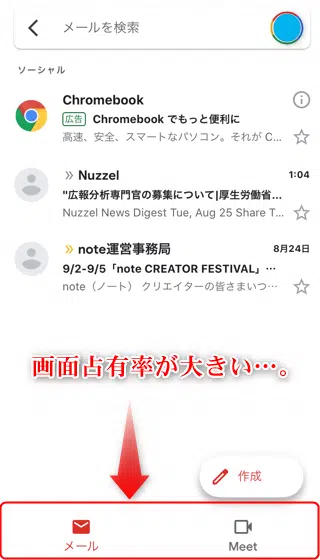 メールを検索
ソーシャル
Chromebook
広告 Chromebook でもっと便利に
高速、安全、スマートなパソコン。それが C...
Nuzzel 1:04
"広報分析専門官の募集について|厚生労働省...
Nuzzel News Digest Tue, Aug 25 Share T...
note運営事務局 8月24日
9/2-9/5「note CREATOR FESTIVAL」…
note（ノート） クリエイターの皆さまいつ…
画面占有率が大きい…。
作成
メール Meet